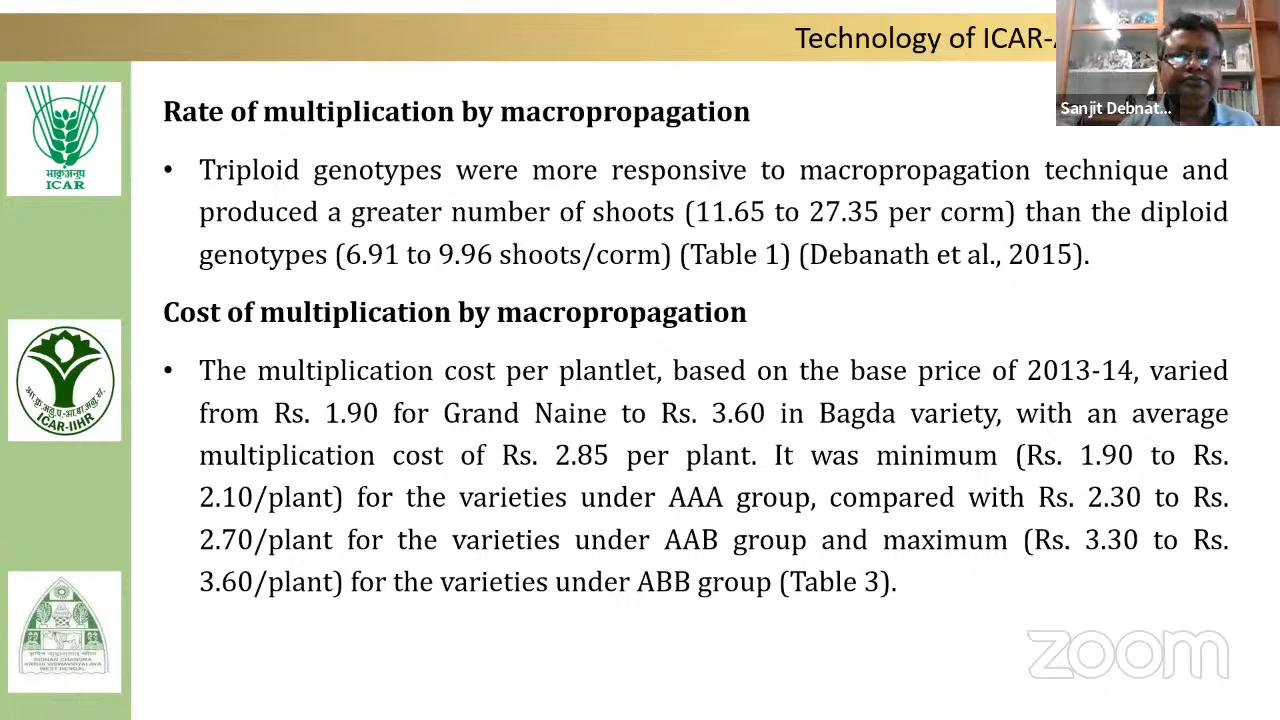 Technology of ICAR-
Sanjit Debnat...
Rate of multiplication by macropropagation
• Triploid genotypes were more responsive to macropropagation technique and
produced a greater number of shoots (11.65 to 27.35 per corm) than the diploid
genotypes (6.91 to 9.96 shoots/corm) (Table 1) (Debanath et al., 2015).
Cost of multiplication by macropropagation
• The multiplication cost per plantlet, based on the base price of 2013-14, varied
from Rs. 1.90 for Grand Naine to Rs. 3.60 in Bagda variety, with an average
multiplication cost of Rs. 2.85 per plant. It was minimum (Rs. 1.90 to Rs.
2.10/plant) for the varieties under AAA group, compared with Rs. 2.30 to Rs.
2.70/plant for the varieties under AAB group and maximum (Rs. 3.30 to Rs.
3.60/plant) for the varieties under ABB group (Table 3).
भाकृअनुप
ICAR
ICAR-IIHR
BIDHAN CHANDRA
KRISHI VISWAVIDYALAYA
WEST BENGAL
zoom